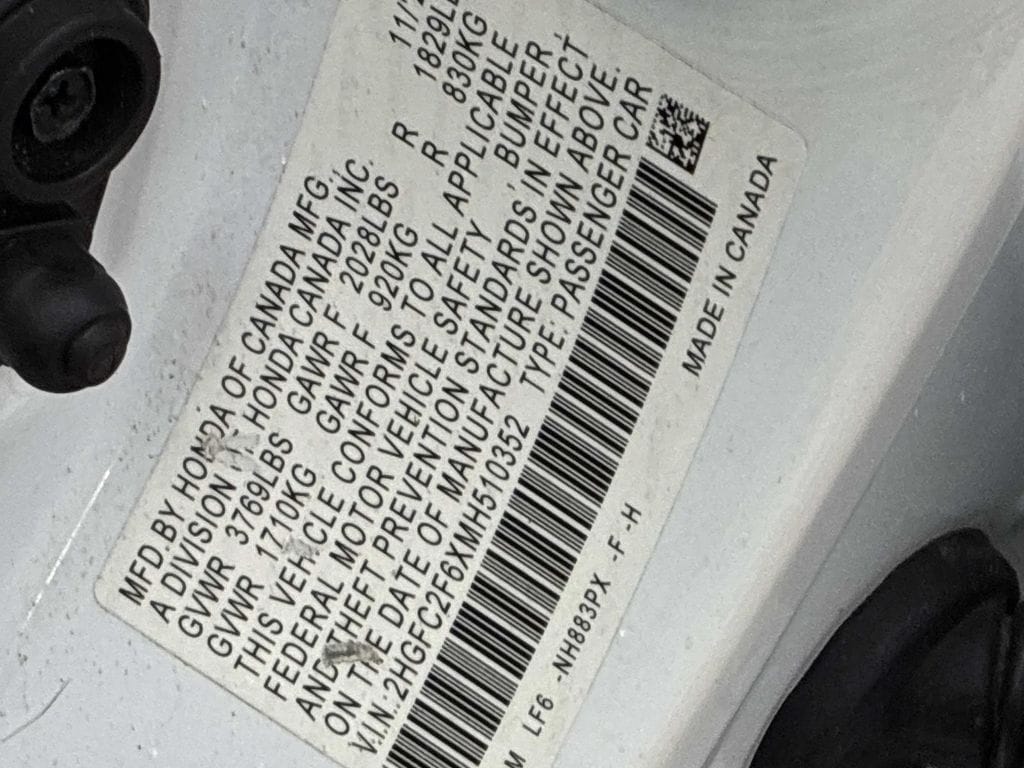 MFD.BY HONDA OF CANADA MFG. 11/
A DIVISION HONDA CANADA INC.
GVWR 3769LBS GAWR F 2028LBS R 1829L
GVWR 1710KG GAWR F 920KG R 830KG
THIS VEHICLE CONFORMS TO ALL APPLICABLE
FEDERAL MOTOR VEHICLE SAFETY, BUMPER,
AND THEFT PREVENTION STANDARDS IN EFFECT
ON THE DATE OF MANUFACTURE SHOWN ABOVE.
V.I.N.:2HGFC2F6XMH510352 TYPE: PASSENGER CAR
M LF6 -NH883PX -F -H
MADE IN CANADA